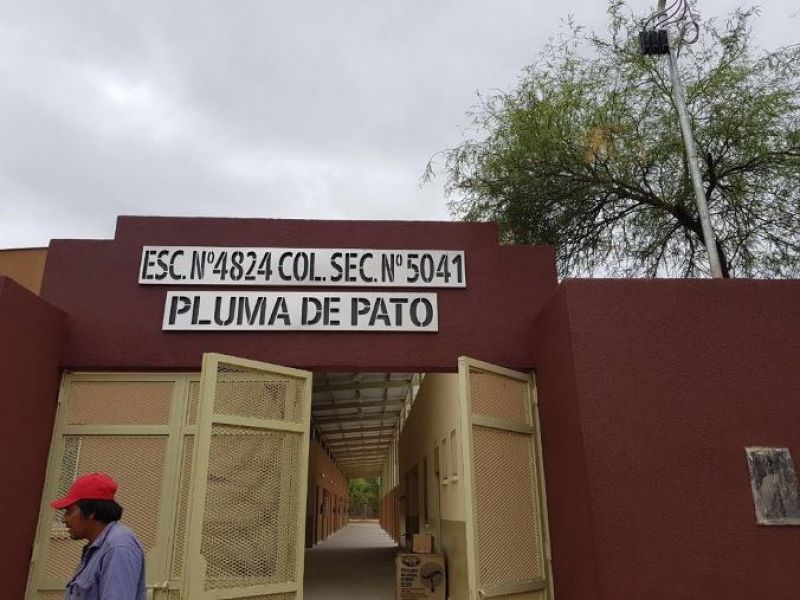 ESC. Nº4824 COL. SEC. Nº 5041
PLUMA DE PATO